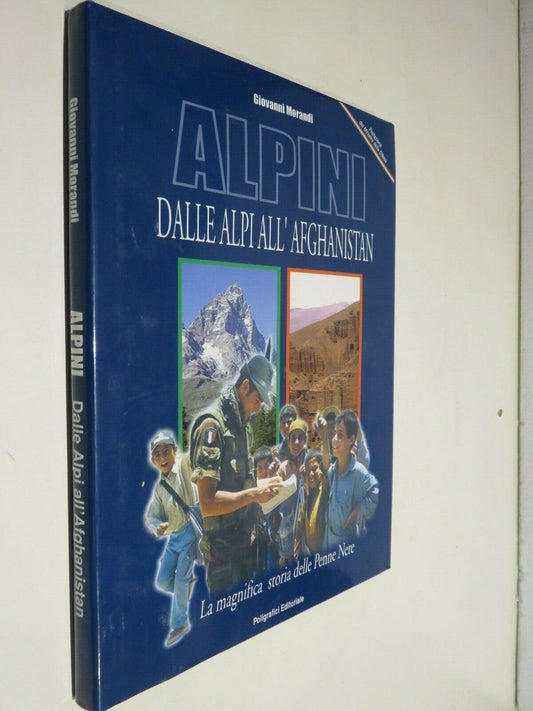 Giovanni Morandi
ALPINI
DALLE ALPI ALL'AFGHANISTAN
La magnifica storia delle Penne Nere
Poligrafici Editoriale
Giovanni Morandi
ALPINI Dalle Alpi all'Afghanistan